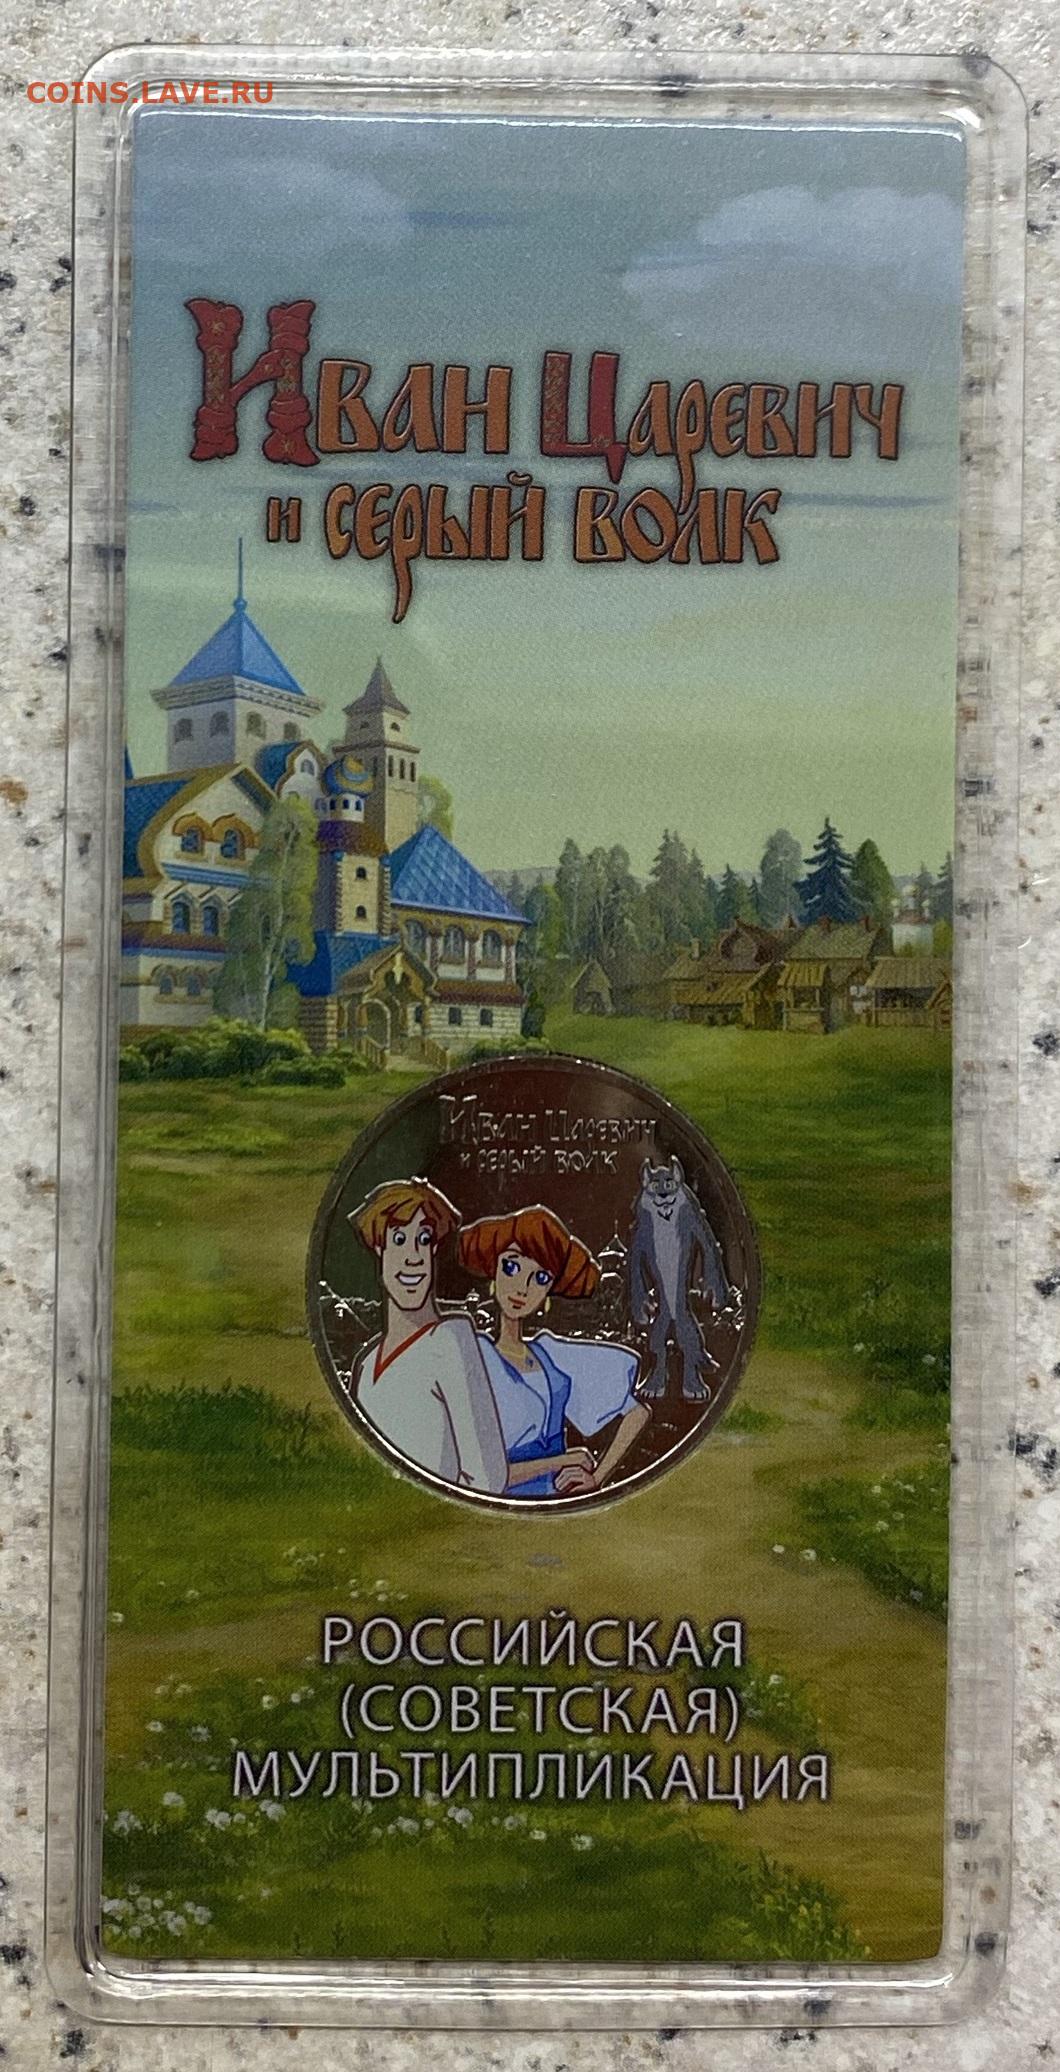 COINS.LAVE.RU
Иван Царевич
и серый волк
Иван Царевич
и серый волк
РОССИЙСКАЯ
(СОВЕТСКАЯ)
МУЛЬТИПЛИКАЦИЯ